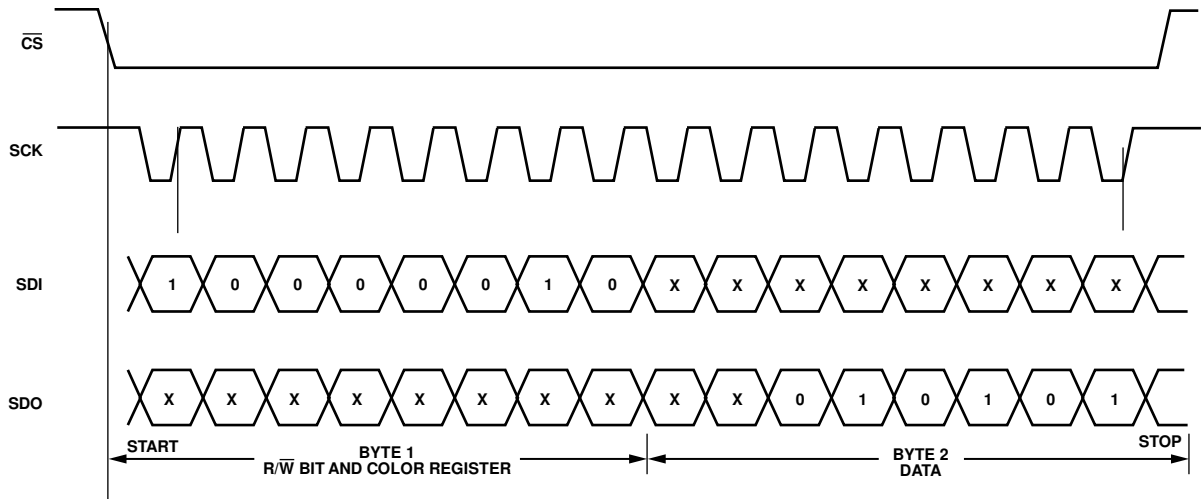 C̅S̅
SCK
SDI 1 0 0 0 0 0 1 0 X X X X X X X X
SDO X X X X X X X X X X 0 1 0 1 0 1
START BYTE 1 BYTE 2 STOP
R/W̅ BIT AND COLOR REGISTER DATA